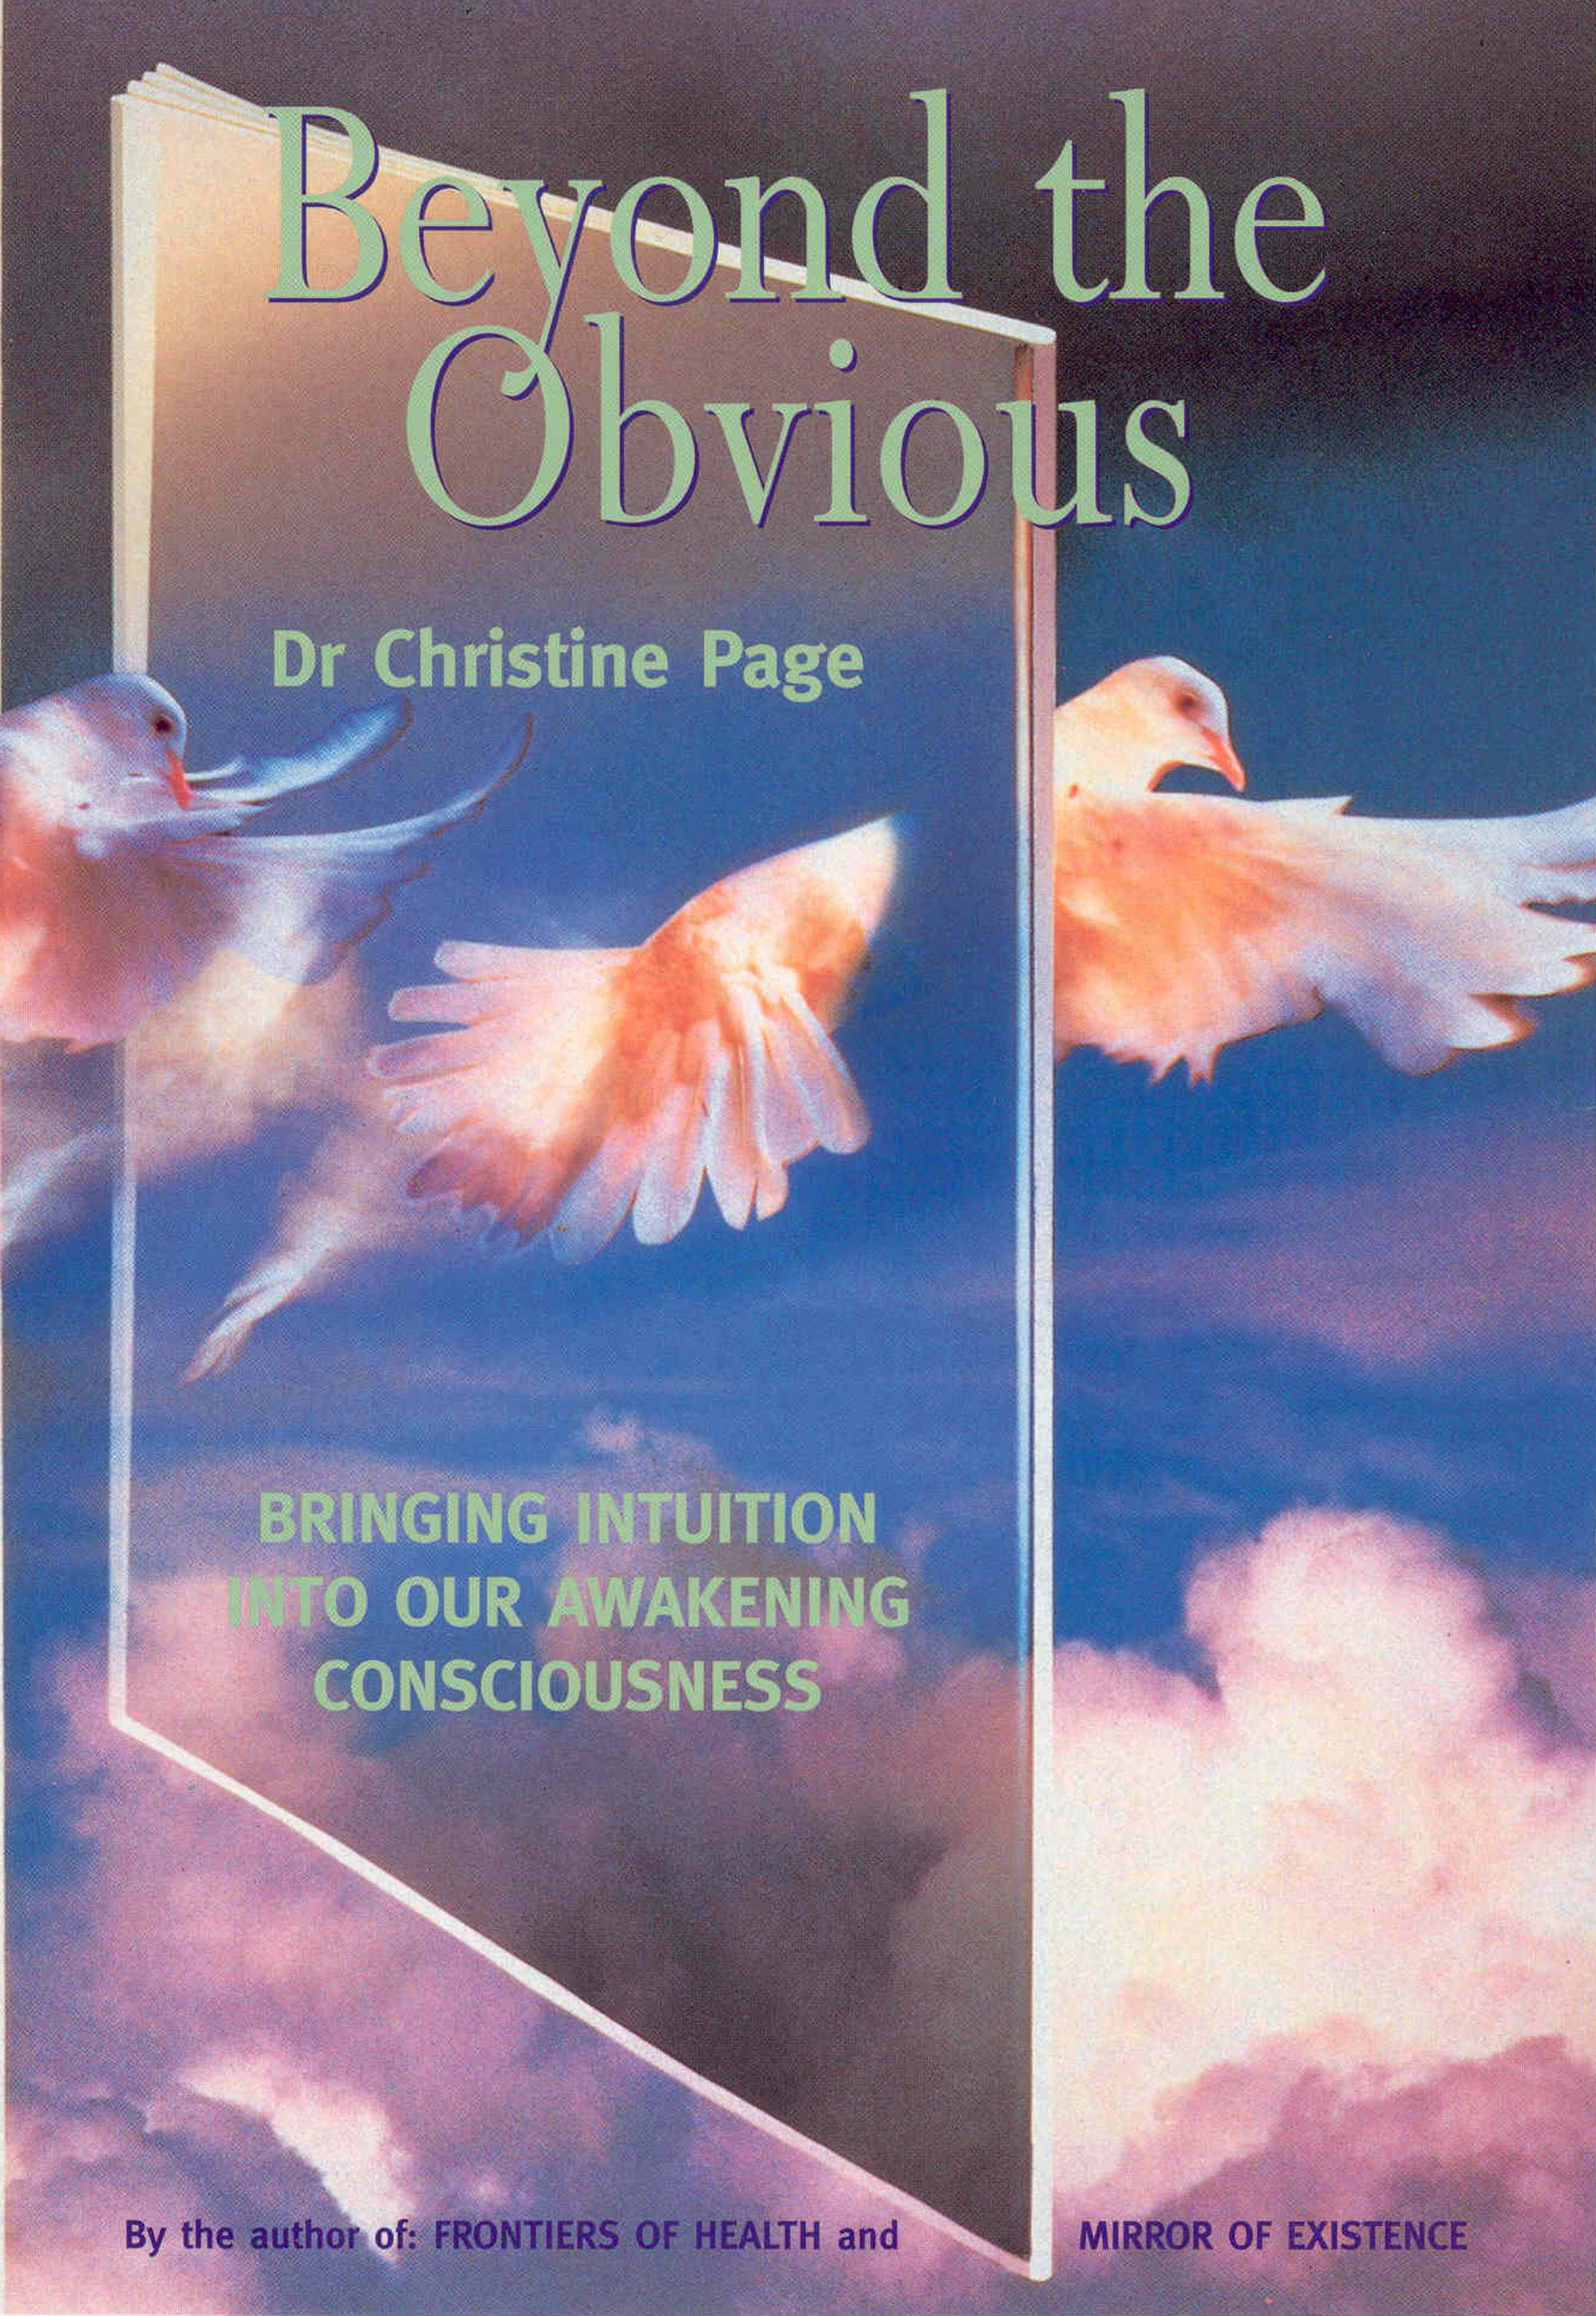 Beyond the
Obvious
Dr Christine Page
BRINGING INTUITION
INTO OUR AWAKENING
CONSCIOUSNESS
By the author of: FRONTIERS OF HEALTH and MIRROR OF EXISTENCE